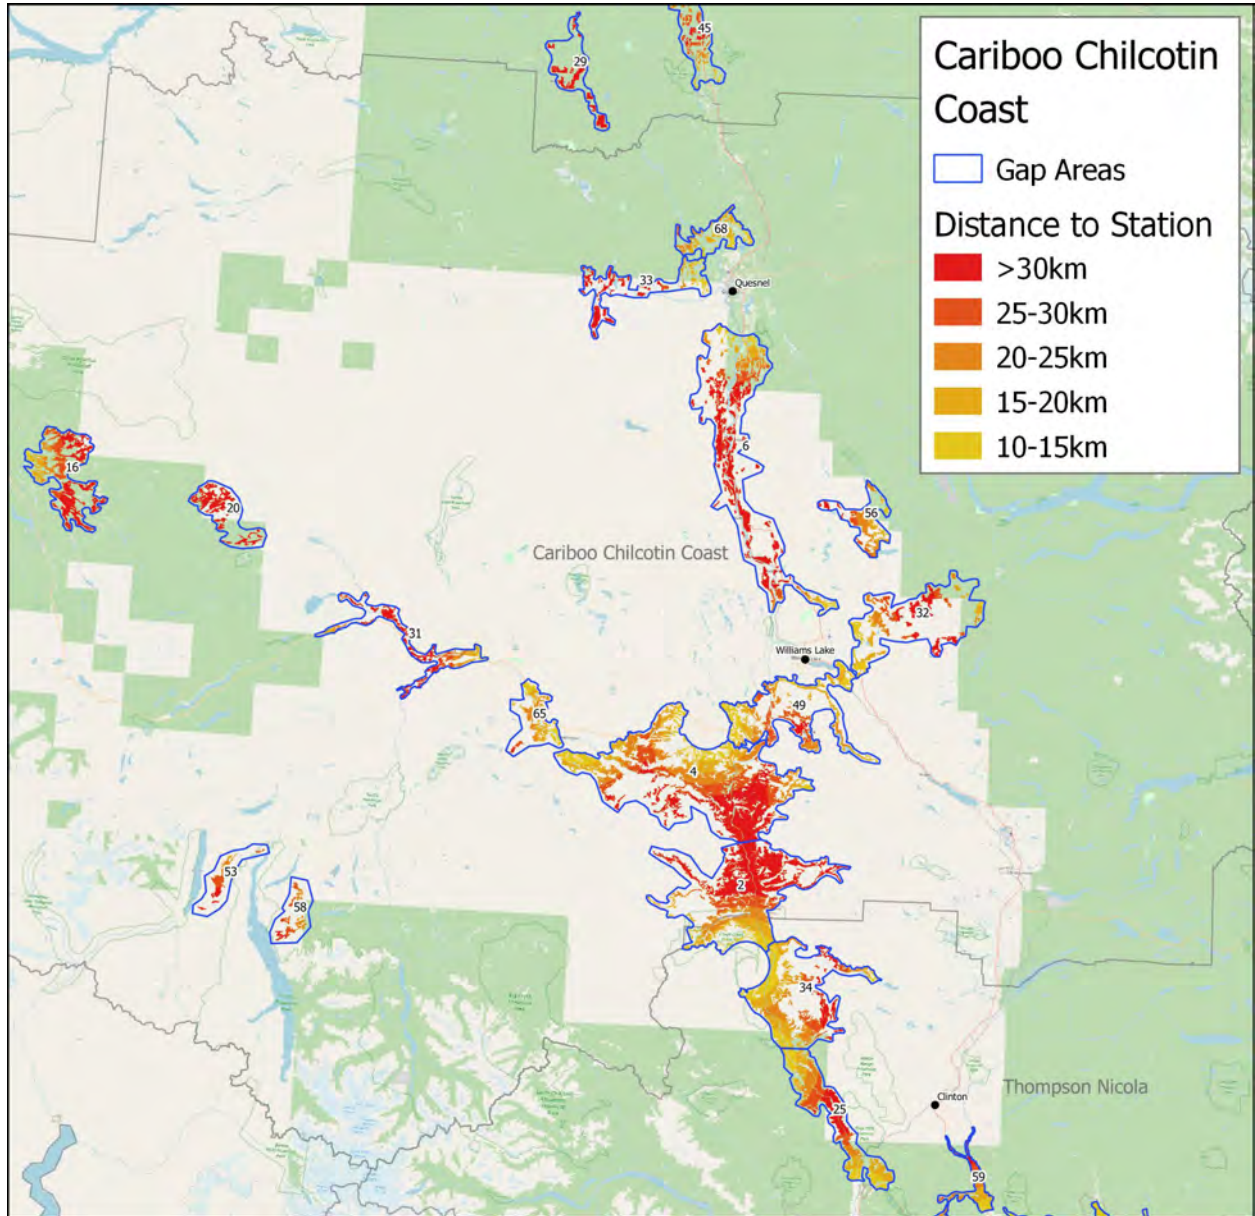 Cariboo Chilcotin
Coast
Gap Areas
Distance to Station
>30km
25-30km
20-25km
15-20km
10-15km
45
29
68
33
Quesnel
6
16
20
56
Cariboo Chilcotin Coast
32
31
Williams Lake
65
49
4
53
2
58
34
Thompson Nicola
Clinton
25
59